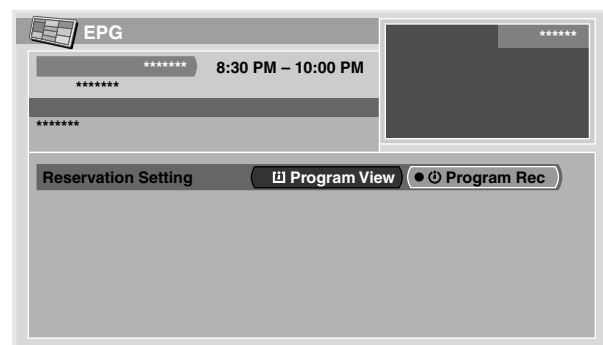 EPG
******
******* 8:30 PM – 10:00 PM
*******
*******
Reservation Setting Program View Program Rec